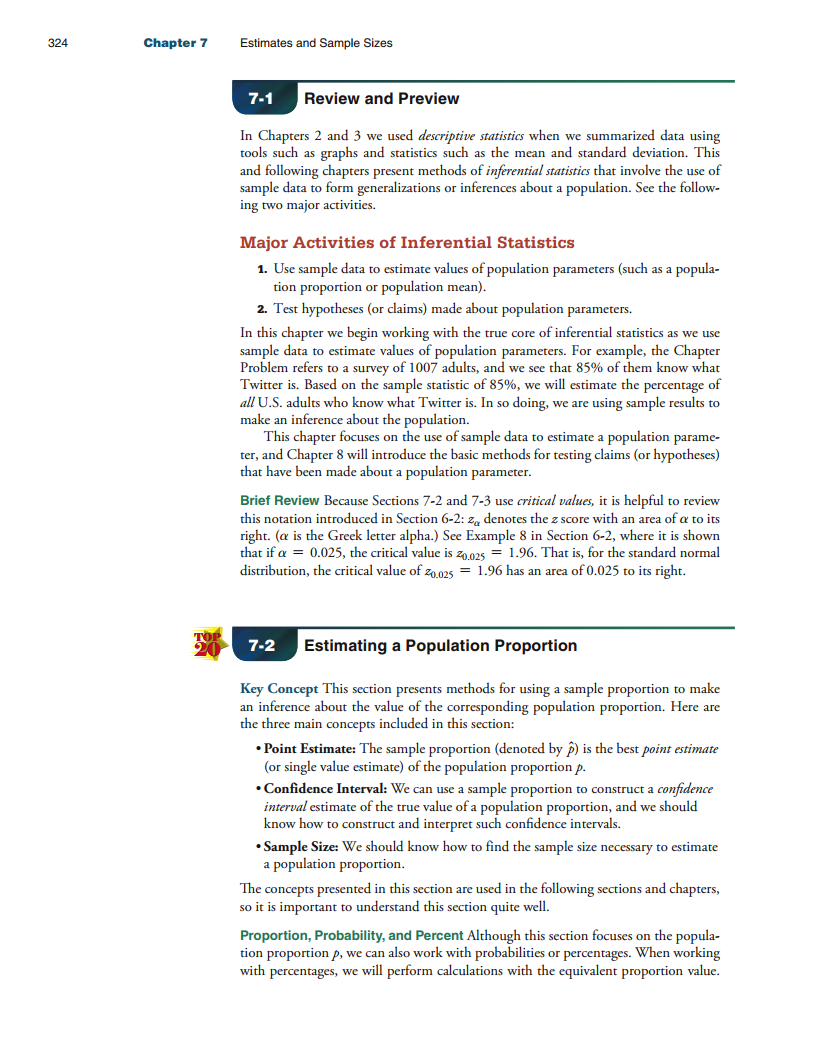 324 Chapter 7 Estimates and Sample Sizes
7-1 Review and Preview
In Chapters 2 and 3 we used descriptive statistics when we summarized data using
tools such as graphs and statistics such as the mean and standard deviation. This
and following chapters present methods of inferential statistics that involve the use of
sample data to form generalizations or inferences about a population. See the follow-
ing two major activities.
Major Activities of Inferential Statistics
1. Use sample data to estimate values of population parameters (such as a popula-
tion proportion or population mean).
2. Test hypotheses (or claims) made about population parameters.
In this chapter we begin working with the true core of inferential statistics as we use
sample data to estimate values of population parameters. For example, the Chapter
Problem refers to a survey of 1007 adults, and we see that 85% of them know what
Twitter is. Based on the sample statistic of 85%, we will estimate the percentage of
all U.S. adults who know what Twitter is. In so doing, we are using sample results to
make an inference about the population.
This chapter focuses on the use of sample data to estimate a population parame-
ter, and Chapter 8 will introduce the basic methods for testing claims (or hypotheses)
that have been made about a population parameter.
Brief Review Because Sections 7-2 and 7-3 use critical values, it is helpful to review
this notation introduced in Section 6-2: zα denotes the z score with an area of α to its
right. (α is the Greek letter alpha.) See Example 8 in Section 6-2, where it is shown
that if α = 0.025, the critical value is z0.025 = 1.96. That is, for the standard normal
distribution, the critical value of z0.025 = 1.96 has an area of 0.025 to its right.
TOP
20
7-2 Estimating a Population Proportion
Key Concept This section presents methods for using a sample proportion to make
an inference about the value of the corresponding population proportion. Here are
the three main concepts included in this section:
• Point Estimate: The sample proportion (denoted by p̂) is the best point estimate
(or single value estimate) of the population proportion p.
• Confidence Interval: We can use a sample proportion to construct a confidence
interval estimate of the true value of a population proportion, and we should
know how to construct and interpret such confidence intervals.
• Sample Size: We should know how to find the sample size necessary to estimate
a population proportion.
The concepts presented in this section are used in the following sections and chapters,
so it is important to understand this section quite well.
Proportion, Probability, and Percent Although this section focuses on the popula-
tion proportion p, we can also work with probabilities or percentages. When working
with percentages, we will perform calculations with the equivalent proportion value.